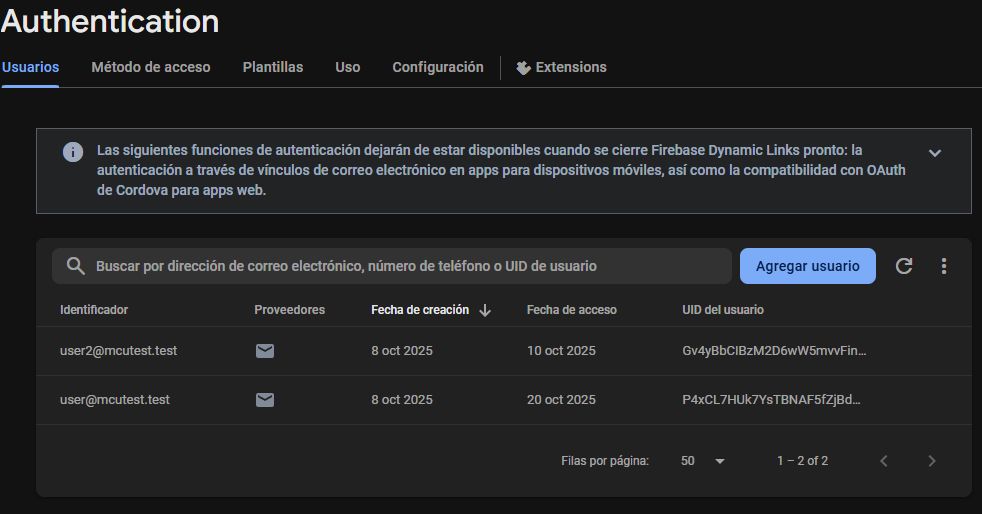 Authentication
Usuarios Método de acceso Plantillas Uso Configuración Extensions
Las siguientes funciones de autenticación dejarán de estar disponibles cuando se cierre Firebase Dynamic Links pronto: la
autenticación a través de vínculos de correo electrónico en apps para dispositivos móviles, así como la compatibilidad con OAuth
de Cordova para apps web.
Buscar por dirección de correo electrónico, número de teléfono o UID de usuario Agregar usuario
Identificador Proveedores Fecha de creación Fecha de acceso UID del usuario
user2@mcutest.test 8 oct 2025 10 oct 2025 Gv4yBbCIBzM2D6wW5mvvFin...
user@mcutest.test 8 oct 2025 20 oct 2025 P4xCL7HUk7YsTBNAF5fZjBd...
Filas por página: 50 1 – 2 of 2